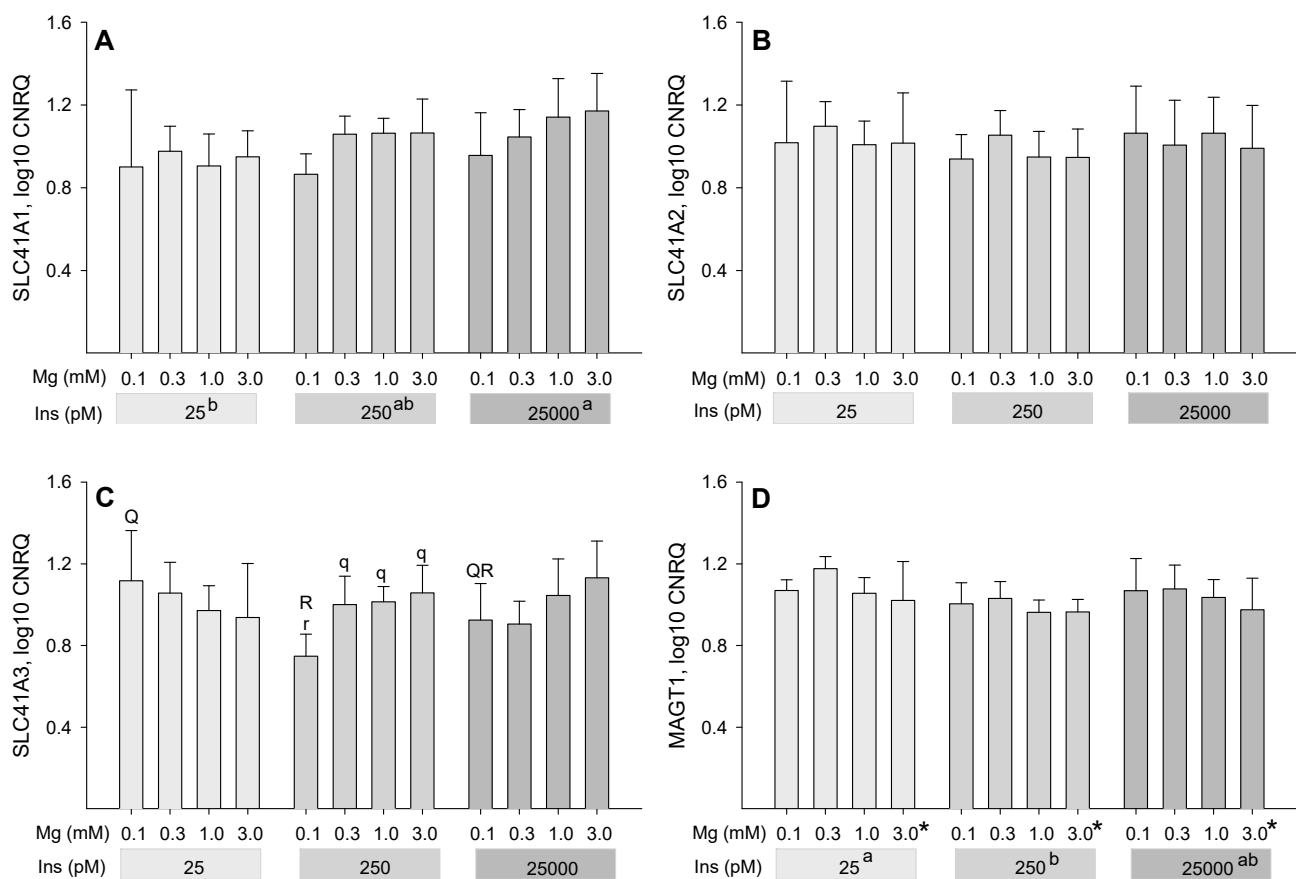 A
SLC41A1, log10 CNRQ
1.6
1.2
0.8
0.4
Mg (mM) 0.1 0.3 1.0 3.0 0.1 0.3 1.0 3.0 0.1 0.3 1.0 3.0
Ins (pM) 25b 250ab 25000a
B
SLC41A2, log10 CNRQ
1.6
1.2
0.8
0.4
Mg (mM) 0.1 0.3 1.0 3.0 0.1 0.3 1.0 3.0 0.1 0.3 1.0 3.0
Ins (pM) 25 250 25000
C
SLC41A3, log10 CNRQ
1.6
1.2
0.8
0.4
Q
R
r
q
q
q
QR
Mg (mM) 0.1 0.3 1.0 3.0 0.1 0.3 1.0 3.0 0.1 0.3 1.0 3.0
Ins (pM) 25 250 25000
D
MAGT1, log10 CNRQ
1.6
1.2
0.8
0.4
Mg (mM) 0.1 0.3 1.0 3.0* 0.1 0.3 1.0 3.0* 0.1 0.3 1.0 3.0*
Ins (pM) 25a 250b 25000ab